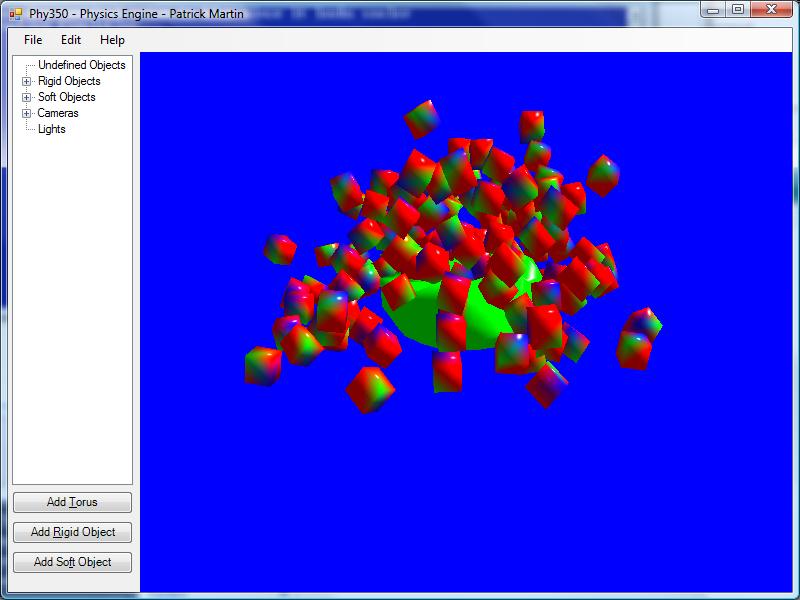 Phy350 - Physics Engine - Patrick Martin
File Edit Help
Undefined Objects
Rigid Objects
Soft Objects
Cameras
Lights
Add Torus
Add Rigid Object
Add Soft Object